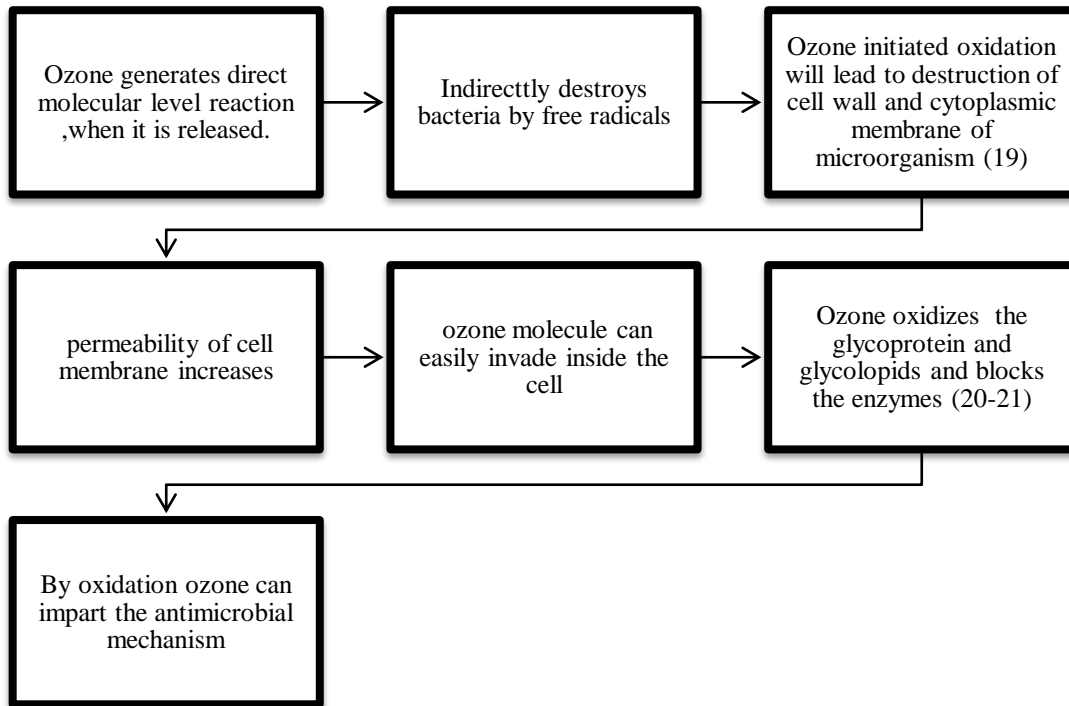 Ozone generates direct
molecular level reaction
,when it is released.
Indirecttly destroys
bacteria by free radicals
Ozone initiated oxidation
will lead to destruction of
cell wall and cytoplasmic
membrane of
microorganism (19)
permeability of cell
membrane increases
ozone molecule can
easily invade inside the
cell
Ozone oxidizes the
glycoprotein and
glycolopids and blocks
the enzymes (20-21)
By oxidation ozone can
impart the antimicrobial
mechanism